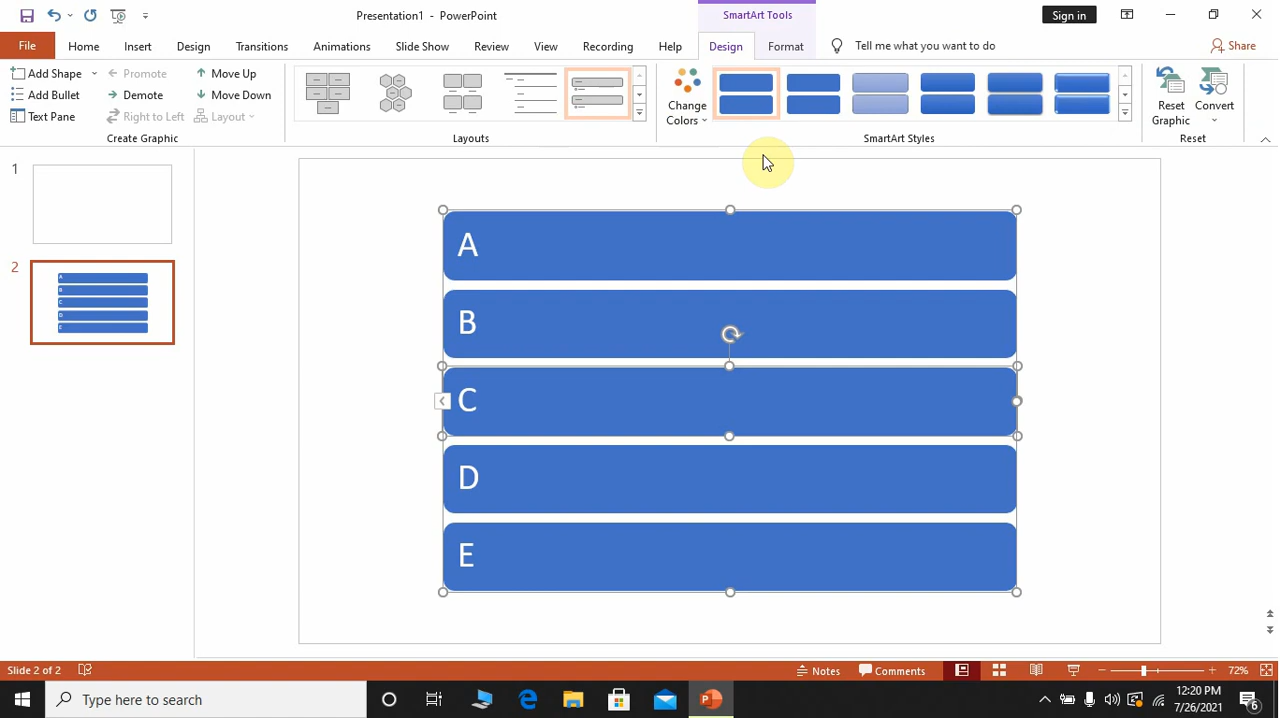 Presentation1 - PowerPoint
SmartArt Tools
Sign in
File
Home
Insert
Design
Transitions
Animations
Slide Show
Review
View
Recording
Help
Design
Format
Tell me what you want to do
Share
Add Shape
Promote
Move Up
Add Bullet
Demote
Move Down
Text Pane
Right to Left
Layout
Create Graphic
Layouts
Change
Colors
SmartArt Styles
Reset
Graphic
Convert
Reset
1
2
A
B
C
D
E
A
B
C
D
E
Slide 2 of 2
Notes
Comments
72%
Type here to search
12:20 PM
7/26/2021
6